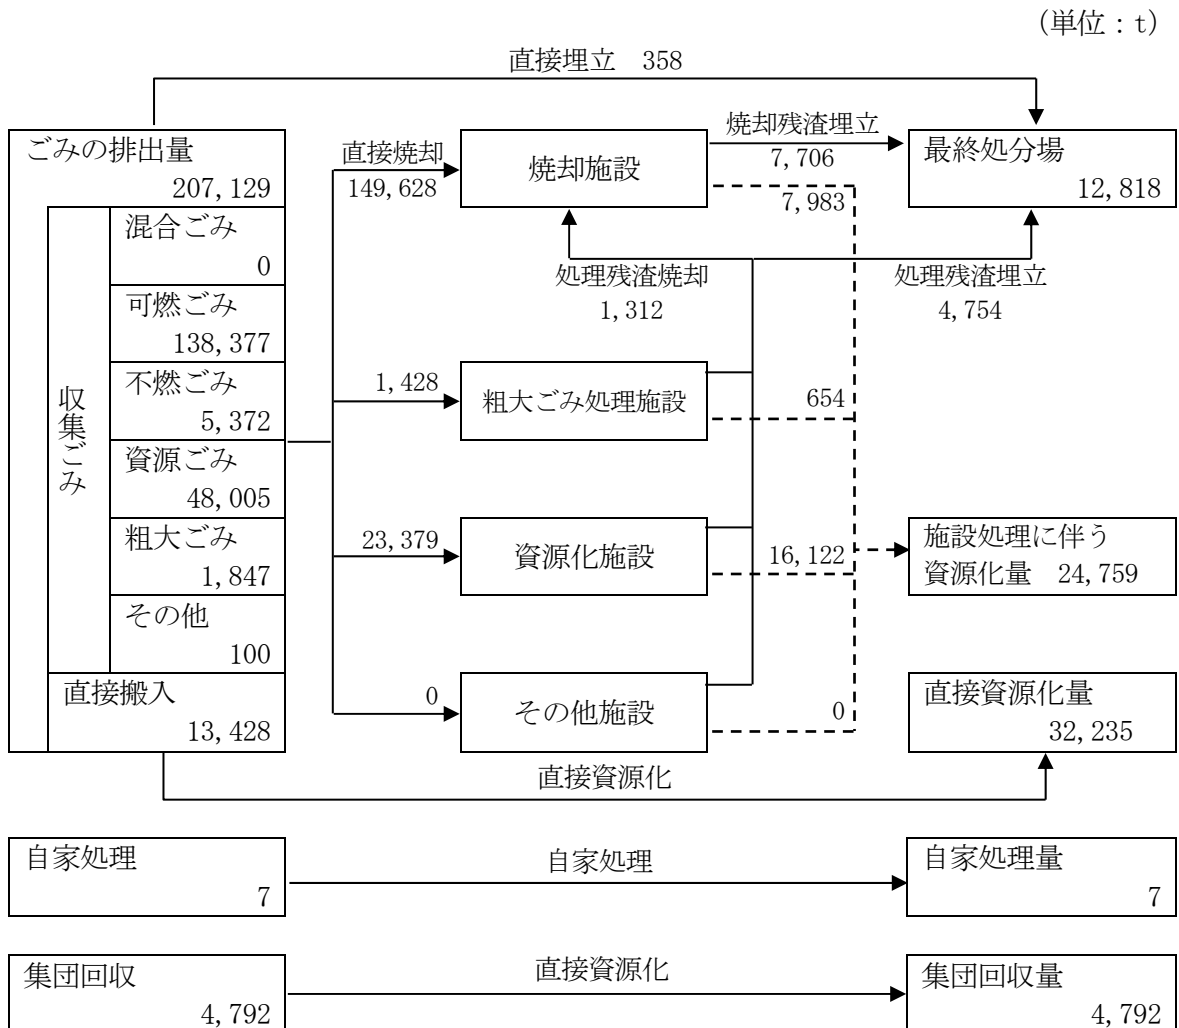 (単位：t)
直接埋立　358
ごみの排出量
207,129
収集ごみ
混合ごみ
0
可燃ごみ
138,377
不燃ごみ
5,372
資源ごみ
48,005
粗大ごみ
1,847
その他
100
直接搬入
13,428
直接焼却
149,628
1,428
23,379
0
焼却施設
焼却残渣埋立
7,706
7,983
最終処分場
12,818
処理残渣焼却
1,312
処理残渣埋立
4,754
粗大ごみ処理施設
654
資源化施設
16,122
施設処理に伴う
資源化量　24,759
その他施設
0
直接資源化量
32,235
直接資源化
自家処理
7
自家処理
自家処理量
7
集団回収
4,792
直接資源化
集団回収量
4,792